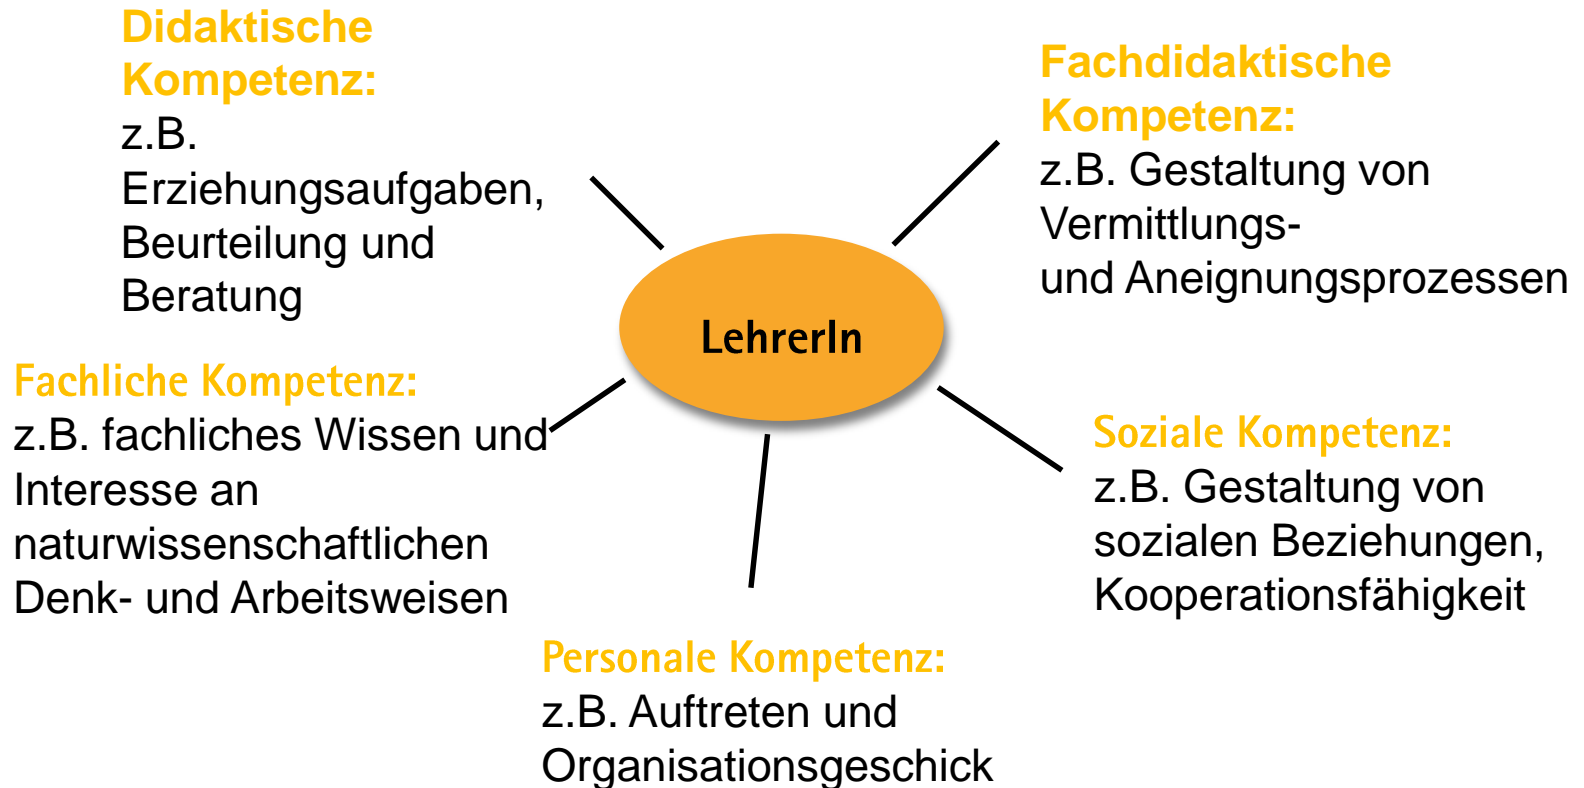 Didaktische
Kompetenz:
z.B.
Erziehungsaufgaben,
Beurteilung und
Beratung
Fachdidaktische
Kompetenz:
z.B. Gestaltung von
Vermittlungs-
und Aneignungsprozessen
LehrerIn
Fachliche Kompetenz:
z.B. fachliches Wissen und
Interesse an
naturwissenschaftlichen
Denk- und Arbeitsweisen
Soziale Kompetenz:
z.B. Gestaltung von
sozialen Beziehungen,
Kooperationsfähigkeit
Personale Kompetenz:
z.B. Auftreten und
Organisationsgeschick